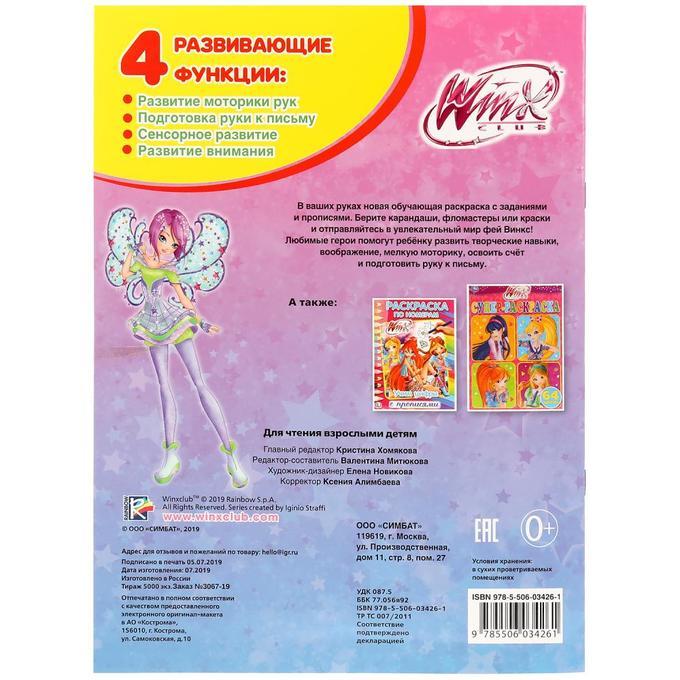 4 РАЗВИВАЮЩИЕ
ФУНКЦИИ:
• Развитие моторики рук
• Подготовка руки к письму
• Сенсорное развитие
• Развитие внимания
Winx
CLUB
В ваших руках новая обучающая раскраска с заданиями
и прописями. Берите карандаши, фломастеры или краски
и отправляйтесь в увлекательный мир фей Винкс!
Любимые герои помогут ребёнку развить творческие навыки,
воображение, мелкую моторику, освоить счёт
и подготовить руку к письму.
А также:
РАСКРАСКА
ПО НОМЕРАМ
Winx
Учим цифры
с прописями
Winx
СУПЕР-РАСКРАСКА
64
Для чтения взрослыми детям
Главный редактор Кристина Хомякова
Редактор-составитель Валентина Митюкова
Художник-дизайнер Елена Новикова
Корректор Ксения Алимбаева
RAINBOW
Winxclub™ © 2019 Rainbow S.p.A.
All Rights Reserved. Series created by Iginio Straffi
www.winxclub.com
© ООО «СИМБАТ», 2019
Адрес для отзывов и пожеланий по товару: hello@igr.ru
Подписано в печать 05.07.2019
Дата изготовления: 07.2019
Изготовлено в России
Тираж 5000 экз. Заказ №3067-19
Отпечатано в полном соответствии
с качеством предоставленного
электронного оригинал-макета
в АО «Кострома»,
156010, г. Кострома,
ул. Самоковская, д.10
ООО «СИМБАТ»
119619, г. Москва,
ул. Производственная,
дом 11, стр. 8, пом. 27
УДК 087.5
ББК 77.056я92
ISBN 978-5-506-03426-1
ТР ТС 007/2011
Соответствие
подтверждено
декларацией
EAC
0+
Условия хранения:
в сухих проветриваемых
помещениях
ISBN 978-5-506-03426-1
9 785506 034261